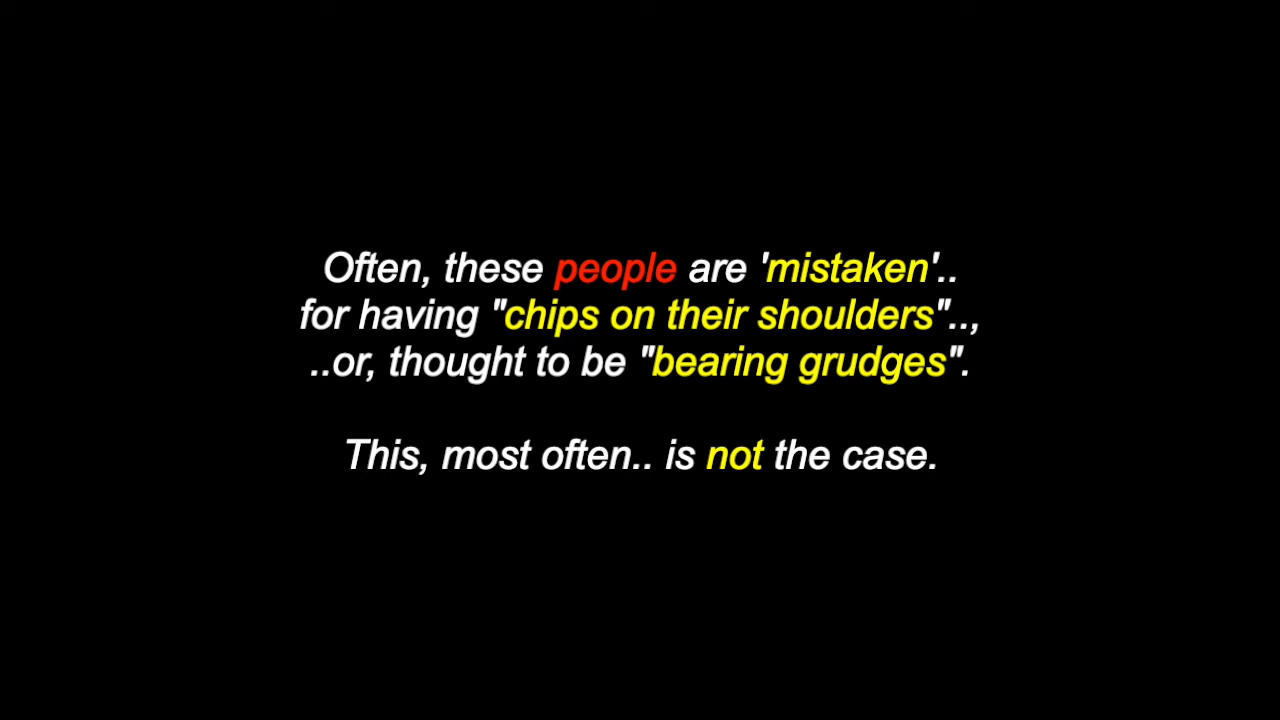 Often, these people are 'mistaken'..
for having "chips on their shoulders"..,
..or, thought to be "bearing grudges".
This, most often.. is not the case.